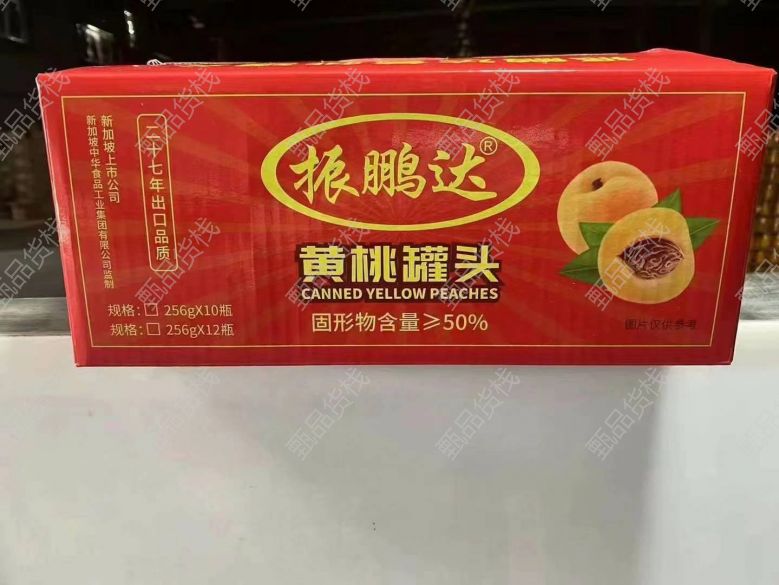 新加坡上市公司
新加坡中华食品工业集团有限公司监制
二十七年出口品质
振鹏达®
黄桃罐头
CANNED YELLOW PEACHES
规格：☑ 256gX10瓶
规格：☐ 256gX12瓶
固形物含量≥50%
图片仅供参考
甄品货栈